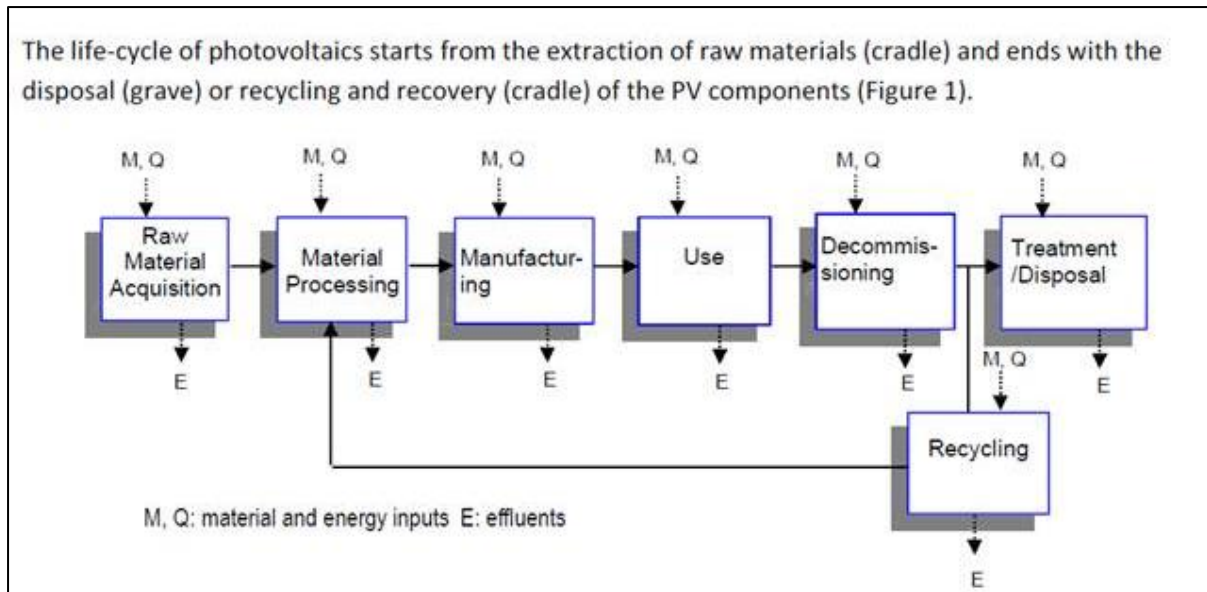 The life-cycle of photovoltaics starts from the extraction of raw materials (cradle) and ends with the
disposal (grave) or recycling and recovery (cradle) of the PV components (Figure 1).
M, Q
M, Q
M, Q
M, Q
M, Q
M, Q
Raw
Material
Acquisition
Material
Processing
Manufactur-
ing
Use
Decommis-
sioning
Treatment
/Disposal
E
E
E
E
E
E
M, Q
Recycling
E
M, Q: material and energy inputs E: effluents